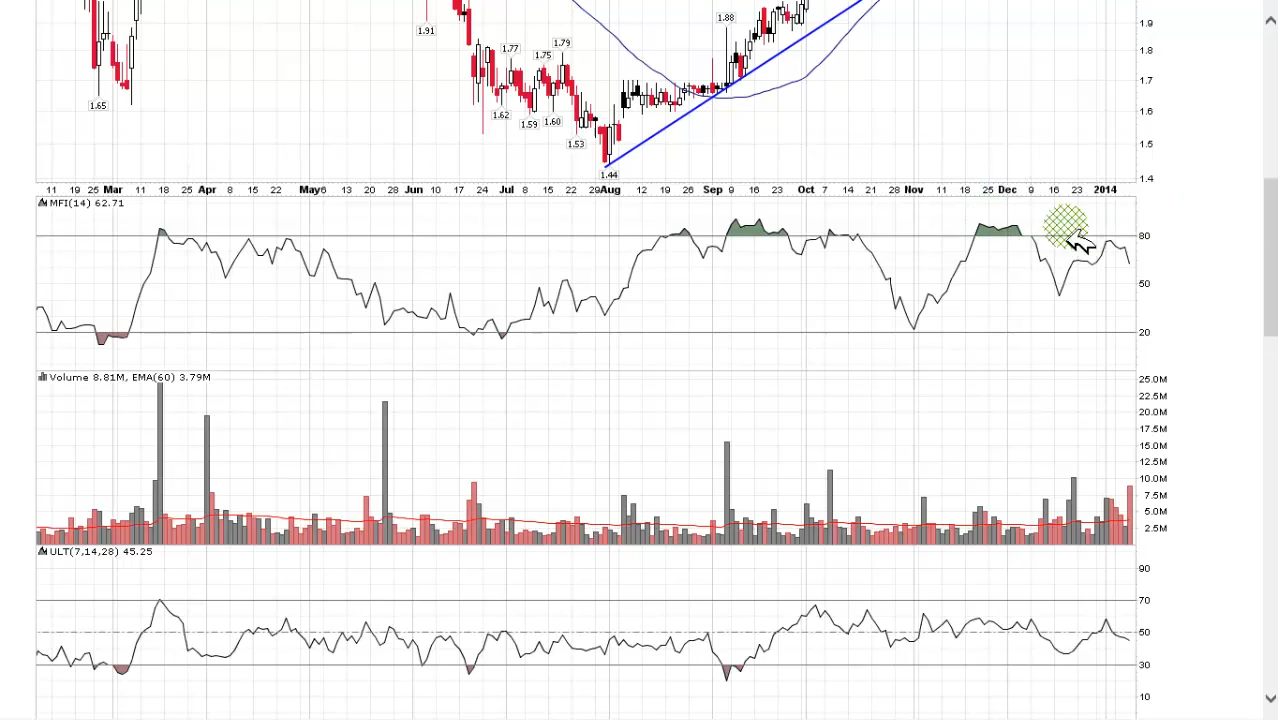 1.9
1.88
1.91
1.8
1.79
1.77
1.75
1.7
1.65
1.62
1.59
1.60
1.6
1.53
1.5
1.44
1.4
11 19 25 Mar 11 18 25 Apr 8 15 22 May 6 13 20 28 Jun 10 17 24 Jul 8 15 22 29 Aug 12 19 26 Sep 9 16 23 Oct 7 14 21 28 Nov 11 18 25 Dec 9 16 23 2014
MFI(14) 62.71
80
50
20
Volume 8.81M, EMA(60) 3.79M
25.0M
22.5M
20.0M
17.5M
15.0M
12.5M
10.0M
7.5M
5.0M
2.5M
ULT(7,14,28) 45.25
90
70
50
30
10